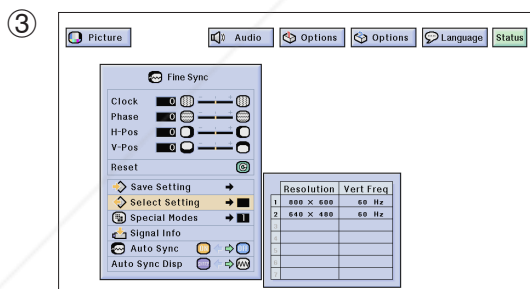 ③
Picture Audio Options Options Language Status
Fine Sync
Clock 0
Phase 0
H-Pos 0
V-Pos 0
Reset
Save Setting
Select Setting
Special Modes 1
Signal Info
Auto Sync
Auto Sync Disp
Resolution Vert Freq
1 800 × 600 60 Hz
2 640 × 480 60 Hz
3
4
5
6
7